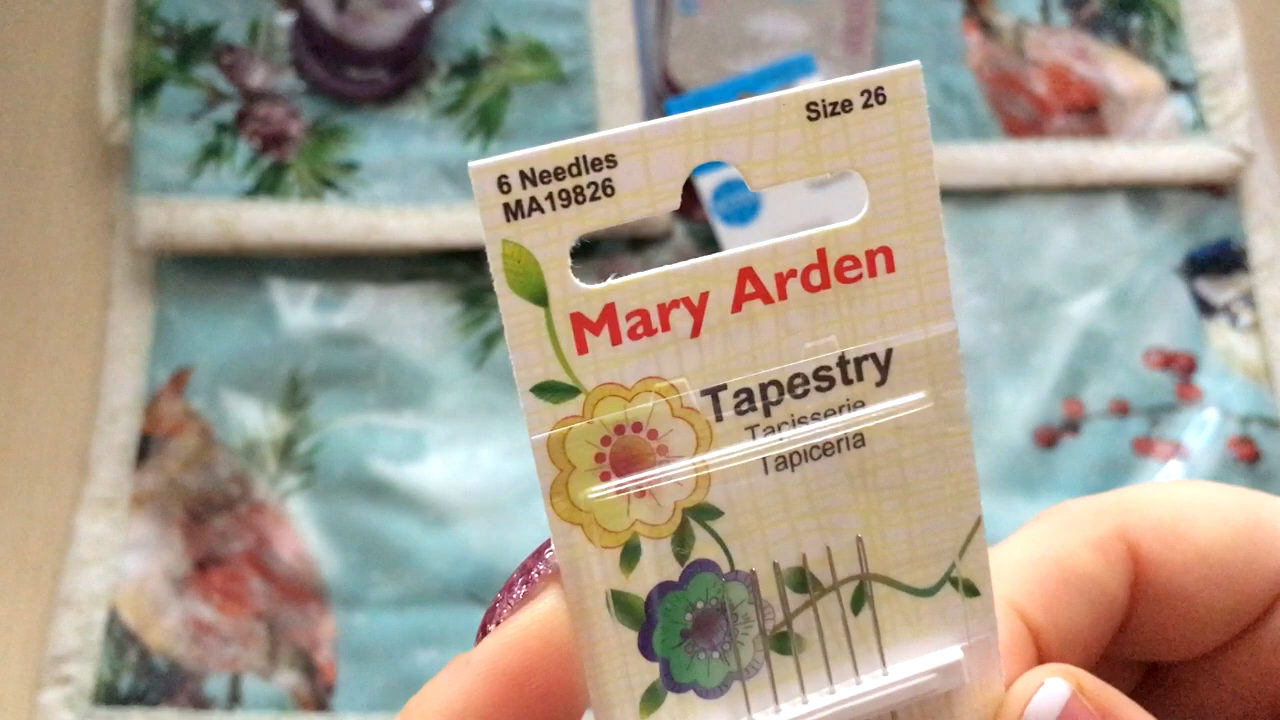 6 Needles
MA19826
Size 26
Mary Arden
Tapestry
Tapisserie
Tapiceria